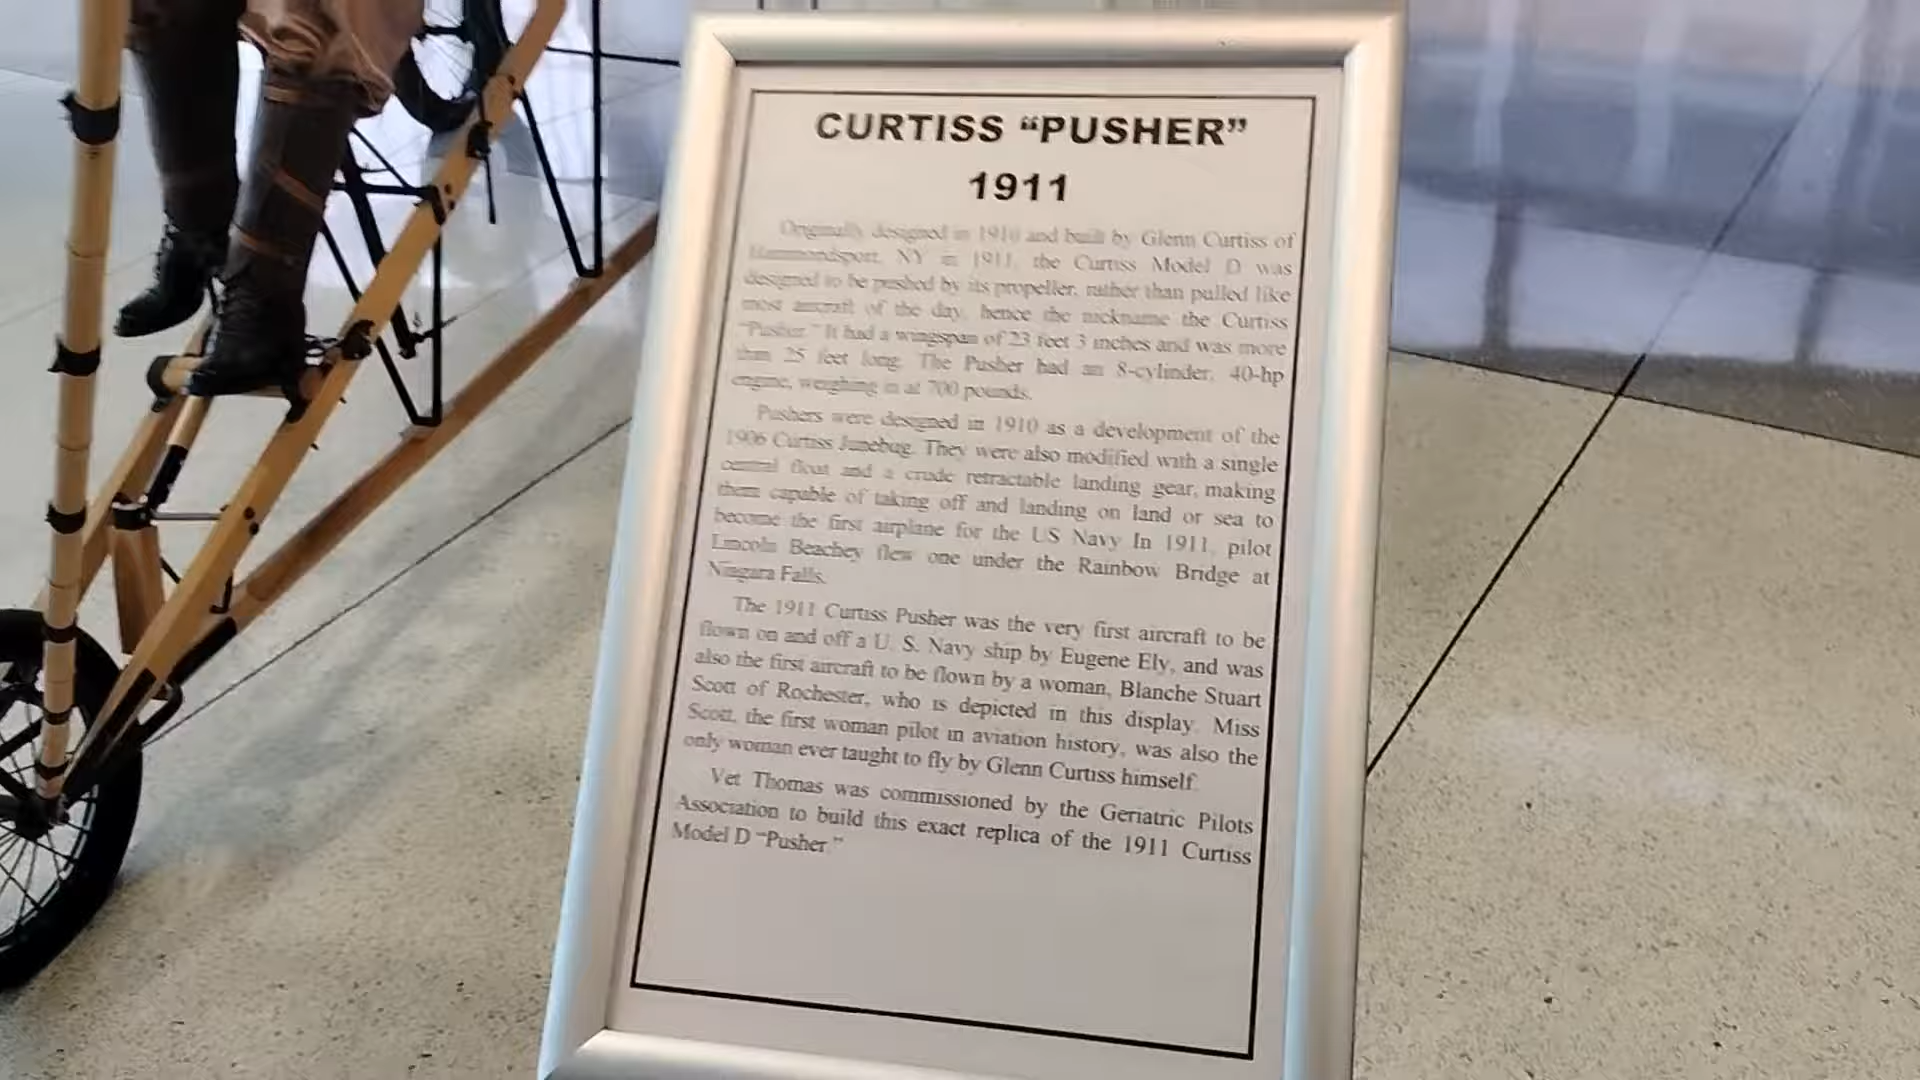 CURTISS “PUSHER”
1911
Originally designed in 1910 and built by Glenn Curtiss of
Hammondsport, NY in 1911, the Curtiss Model D was
designed to be pushed by its propeller, rather than pulled like
most aircraft of the day, hence the nickname the Curtiss
“Pusher.” It had a wingspan of 23 feet 3 inches and was more
than 25 feet long. The Pusher had an 8-cylinder, 40-hp
engine, weighing in at 700 pounds.
Pushers were designed in 1910 as a development of the
1906 Curtiss Junebug. They were also modified with a single
central float and a crude retractable landing gear, making
them capable of taking off and landing on land or sea to
become the first airplane for the US Navy In 1911, pilot
Lincoln Beachey flew one under the Rainbow Bridge at
Niagara Falls.
The 1911 Curtiss Pusher was the very first aircraft to be
flown on and off a U. S. Navy ship by Eugene Ely, and was
also the first aircraft to be flown by a woman, Blanche Stuart
Scott of Rochester, who is depicted in this display. Miss
Scott, the first woman pilot in aviation history, was also the
only woman ever taught to fly by Glenn Curtiss himself.
Vet Thomas was commissioned by the Geriatric Pilots
Association to build this exact replica of the 1911 Curtiss
Model D “Pusher.”